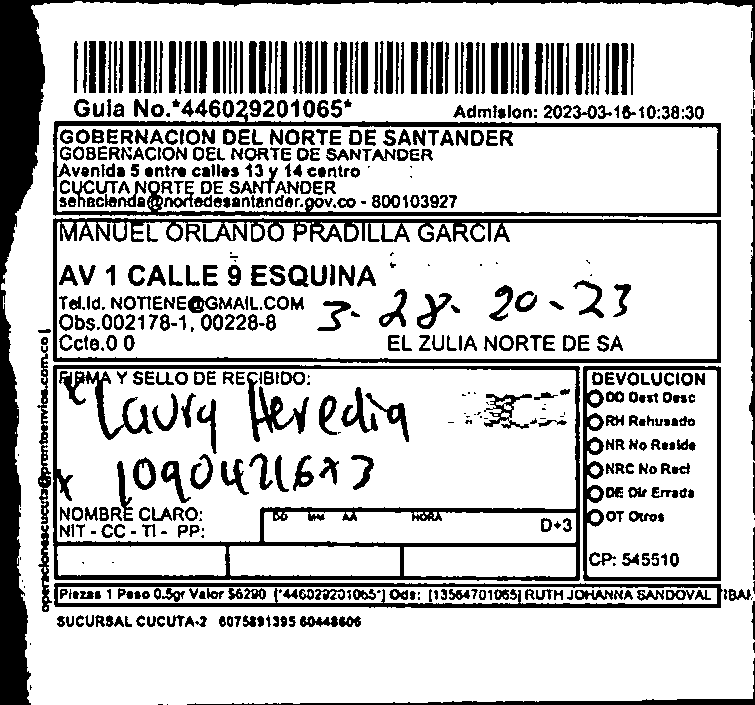 Guia No.*446029201065*
Admision: 2023-03-16-10:38:30
GOBERNACION DEL NORTE DE SANTANDER
GOBERNACION DEL NORTE DE SANTANDER
Avenida 5 entre calles 13 y 14 centro
CUCUTA NORTE DE SANTANDER
sehacienda@nortedesantander.gov.co - 800103927
MANUEL ORLANDO PRADILLA GARCIA
AV 1 CALLE 9 ESQUINA
Tel.Id. NOTIENE@GMAIL.COM
Obs.002178-1, 00228-8
3-28-20-23
Ccte.0 0
EL ZULIA NORTE DE SA
FIRMA Y SELLO DE RECIBIDO:
x Laura Heredia
x
NOMBRE CLARO:
NIT - CC - TI - PP:
DD MM AA HORA
D+3
DEVOLUCION
DD Dest Desc
RH Rehusado
NR No Reside
NRC No Recl
DE Dir Errada
OT Otros
CP: 545510
operacionescucuta@prontoenvios.com.co
Piezas 1 Peso 0.5gr Valor $6290 (*446029201065*) Ods: [13564701065] RUTH JOHANNA SANDOVAL
SUCURSAL CUCUTA-2 6075891395 60448606